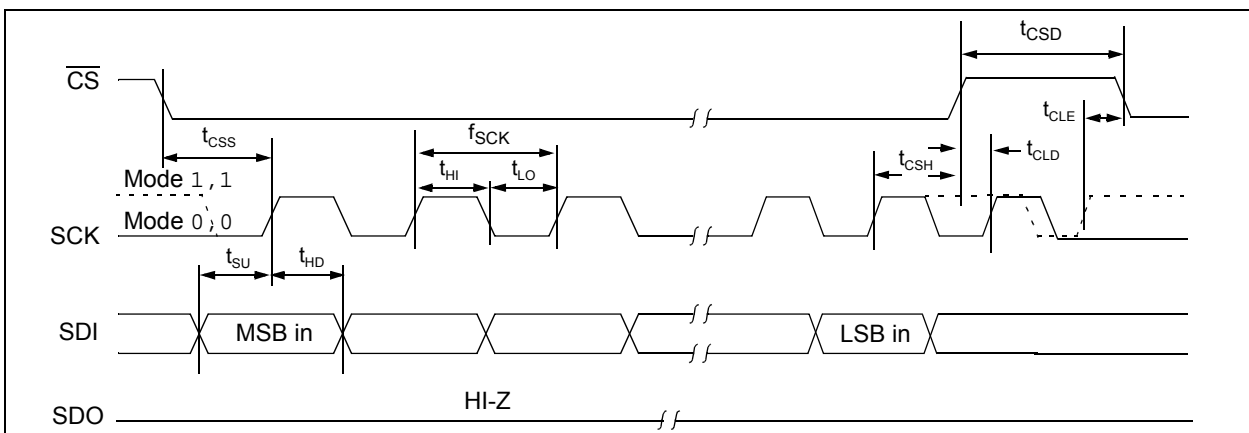 t_CSD
CS
t_CLE
t_CSS
f_SCK
t_HI
t_LO
t_CSH
t_CLD
Mode 1,1
Mode 0,0
SCK
t_SU
t_HD
SDI
MSB in
LSB in
HI-Z
SDO